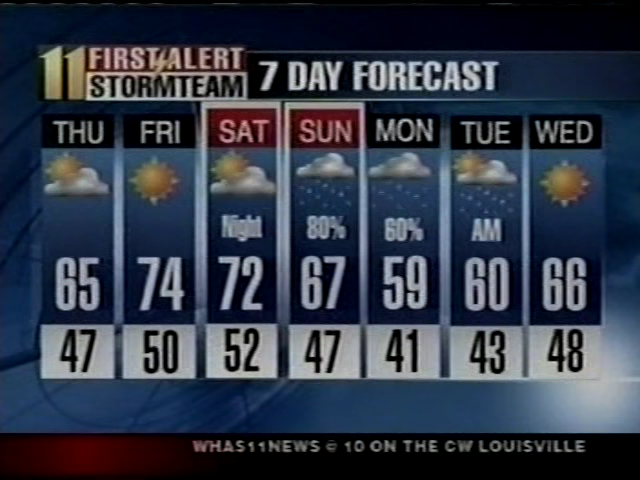 11 FIRST ALERT STORMTEAM 7 DAY FORECAST
THU FRI SAT SUN MON TUE WED
Night 80% 60% AM
65 74 72 67 59 60 66
47 50 52 47 41 43 48
WHAS11NEWS @ 10 ON THE CW LOUISVILLE